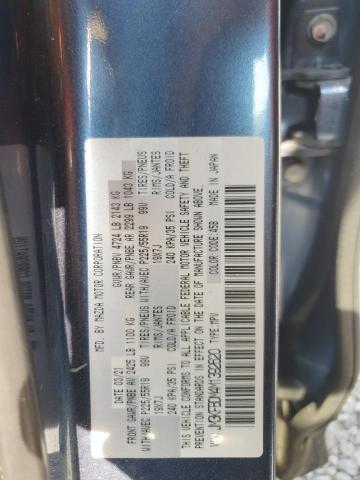 MFD. BY MAZDA MOTOR CORPORATION
DATE: 03/21 GVWR/PNBV 4724 LB 2143 KG
FRONT GAWR/PNBE AV 2425 LB 1100 KG REAR GAWR/PNBE AR 2299 LB 1043 KG
WITH/AVEC P225/55R19 99V TIRES/PNEUS WITH/AVEC P225/55R19 99V TIRES/PNEUS
19X7J RIMS/JANTES 19X7J RIMS/JANTES
240 KPA/35 PSI COLD/A FROID 240 KPA/35 PSI COLD/A FROID
THIS VEHICLE CONFORMS TO ALL APPLICABLE FEDERAL MOTOR VEHICLE SAFETY AND THEFT
PREVENTION STANDARDS IN EFFECT ON THE DATE OF MANUFACTURE SHOWN ABOVE.
COLOR CODE: 45B MADE IN JAPAN
TYPE: MPV